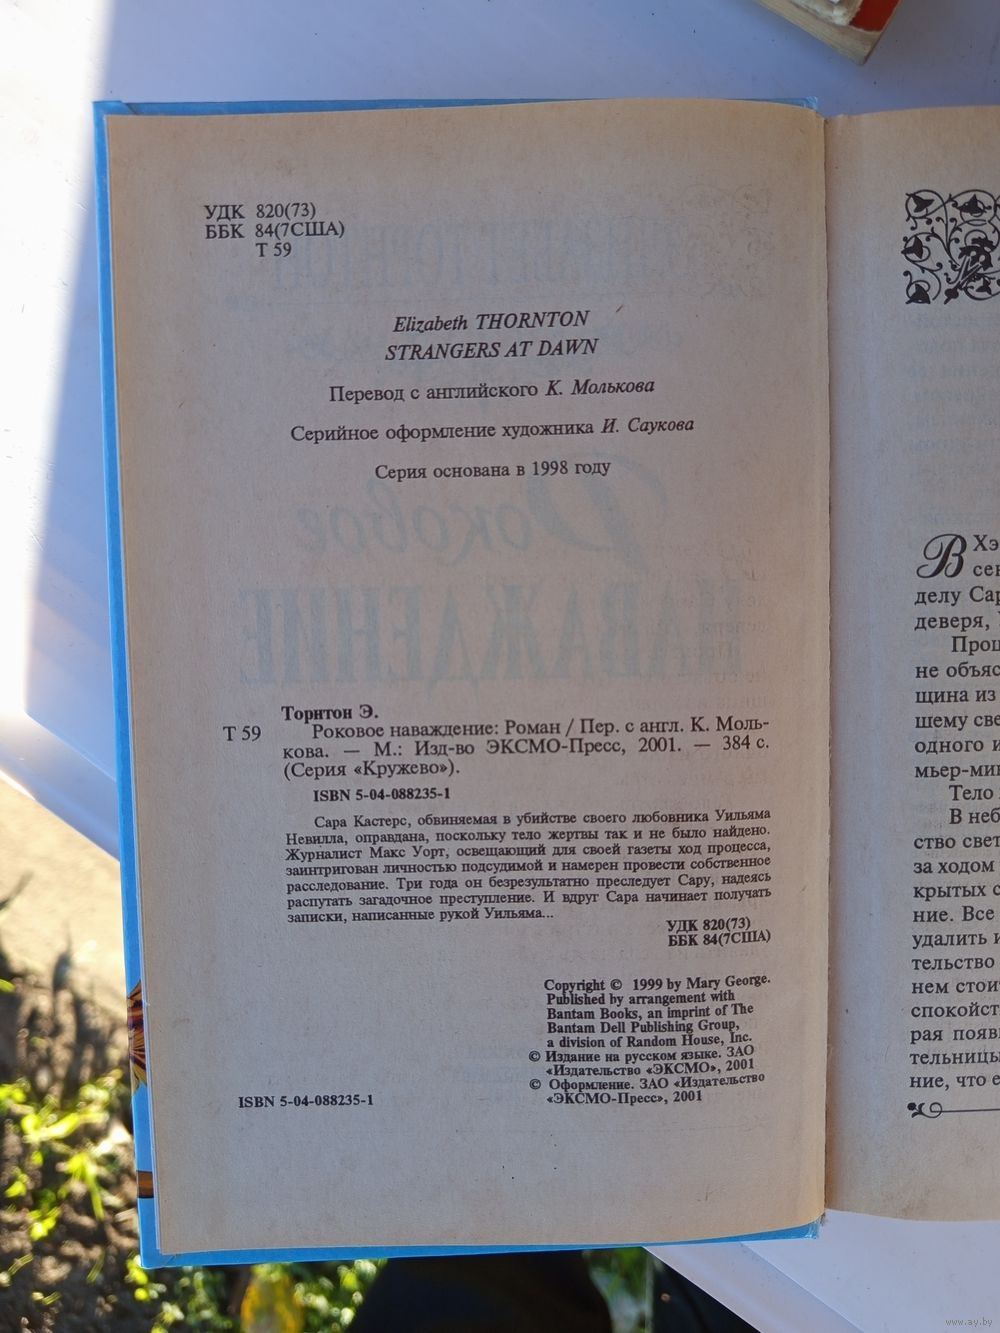 УДК 820(73)
ББК 84(7США)
Т 59
Elizabeth THORNTON
STRANGERS AT DAWN
Перевод с английского К. Молькова
Серийное оформление художника И. Саукова
Серия основана в 1998 году
Торнтон Э.
Т 59 Роковое наваждение: Роман / Пер. с англ. К. Моль-
кова. — М.: Изд-во ЭКСМО-Пресс, 2001. — 384 с.
(Серия «Кружево»).
ISBN 5-04-088235-1
Сара Кастерс, обвиняемая в убийстве своего любовника Уильяма
Невилла, оправдана, поскольку тело жертвы так и не было найдено.
Журналист Макс Уорт, освещающий для своей газеты ход процесса,
заинтригован личностью подсудимой и намерен провести собственное
расследование. Три года он безрезультатно преследует Сару, надеясь
распутать загадочное преступление. И вдруг Сара начинает получать
записки, написанные рукой Уильяма...
УДК 820(73)
ББК 84(7США)
Copyright © 1999 by Mary George.
Published by arrangement with
Bantam Books, an imprint of The
Bantam Dell Publishing Group,
a division of Random House, Inc.
© Издание на русском языке. ЗАО
«Издательство «ЭКСМО», 2001
© Оформление. ЗАО «Издательство
«ЭКСМО-Пресс», 2001
ISBN 5-04-088235-1
В Хэ
сен
делу Сар
деверя,
Прош
не объяс
щина из
шему све
одного и
мьер-мин
Тело
В неб
ство свет
за ходом
крытых с
ние. Все
удалить и
тельство
нем стои
спокойст
рая появи
тельницы
ние, что е
www.ay.by